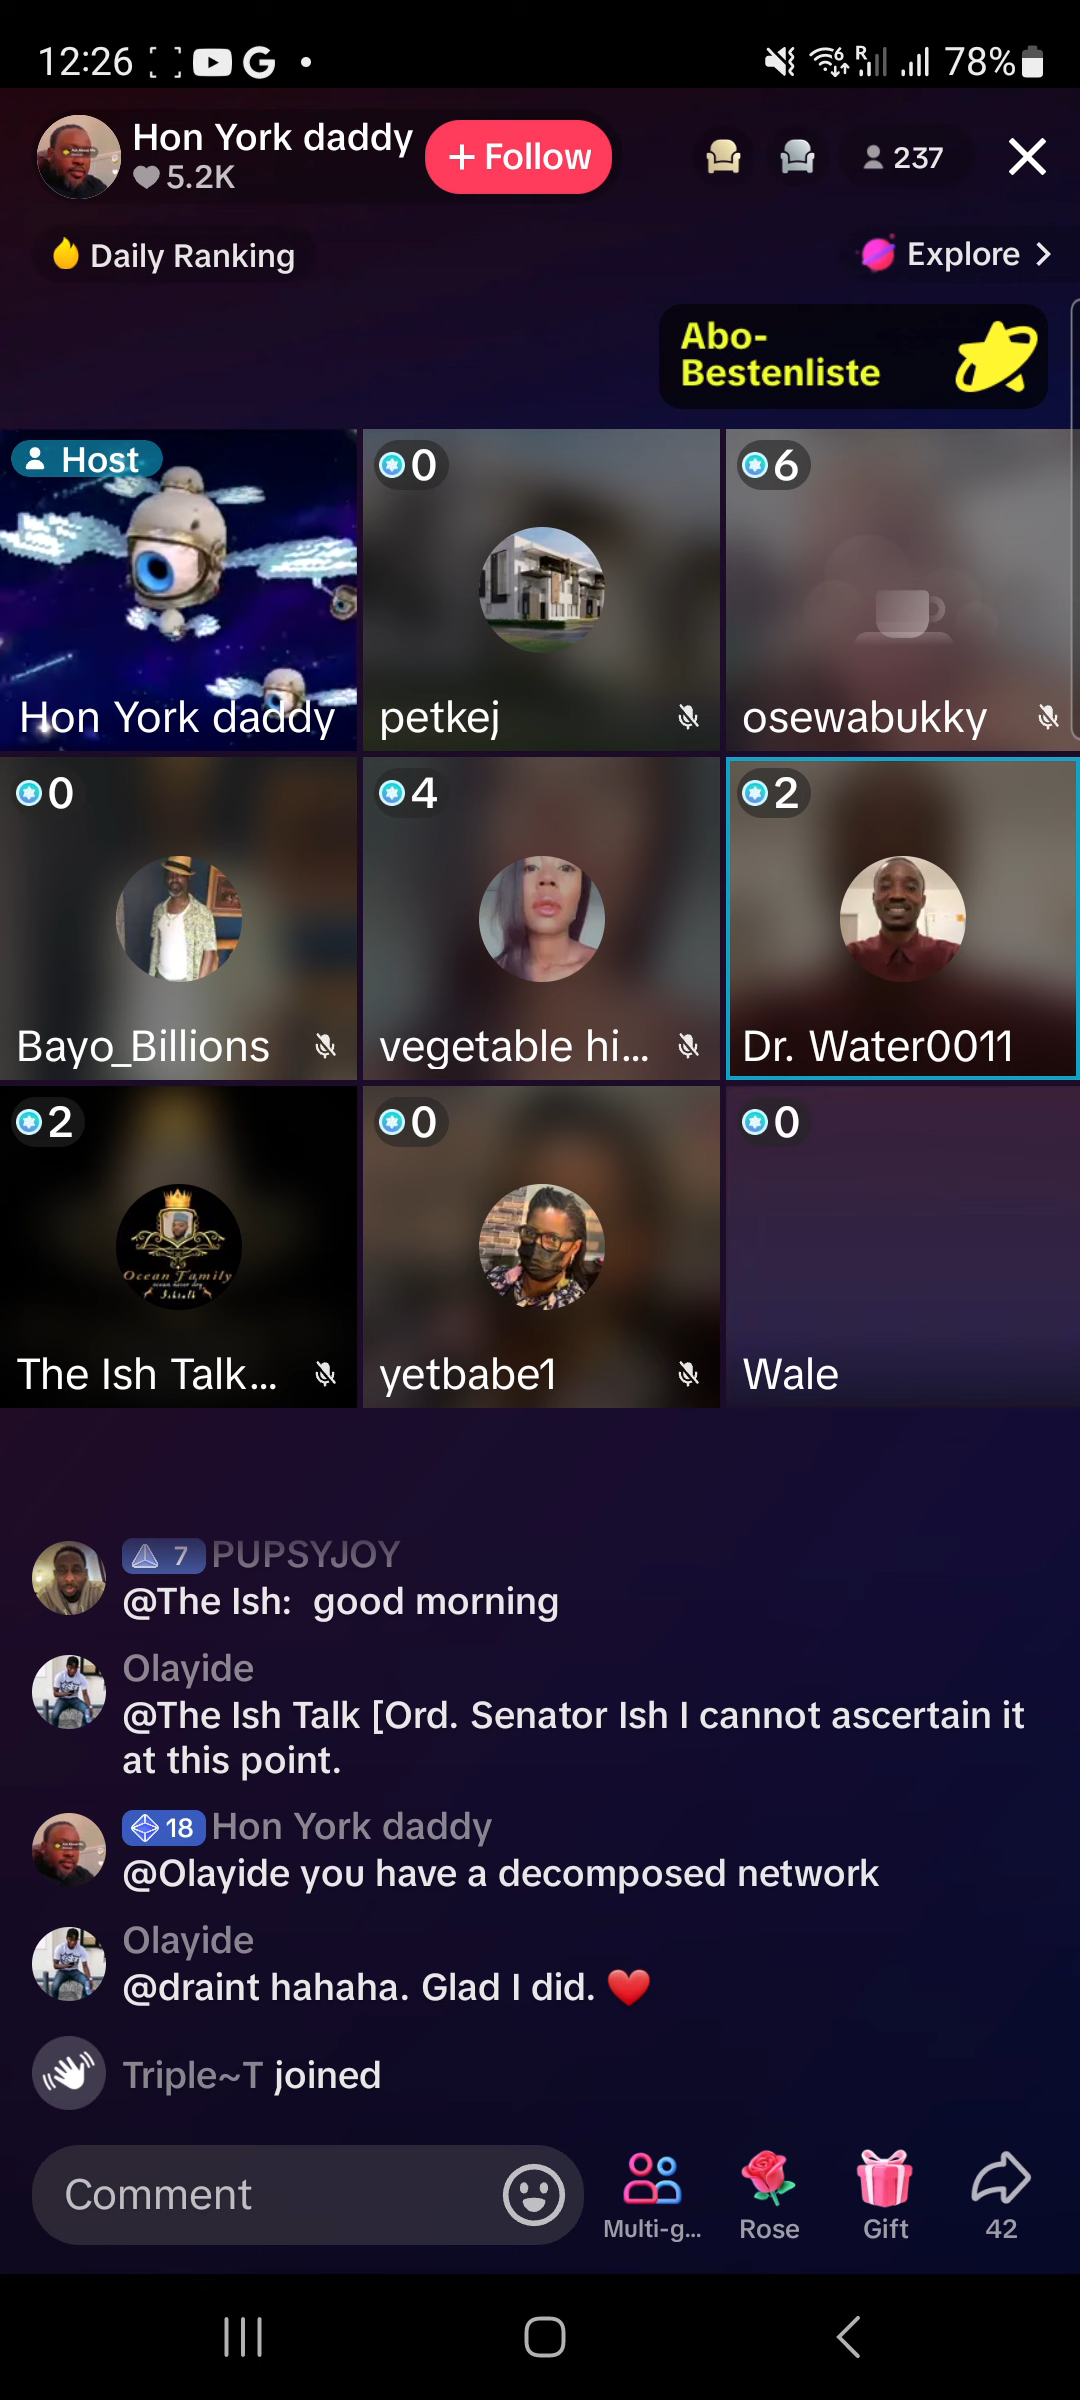 12:26
78%
Hon York daddy
5.2K
+ Follow
237
Daily Ranking
Explore
Abo-
Bestenliste
Host
0
6
Hon York daddy
petkej
osewabukky
0
4
2
Bayo_Billions
vegetable hi...
Dr. Water0011
2
0
0
Ocean Family
The Ish Talk...
yetbabe1
Wale
7 PUPSYJOY
@The Ish:  good morning
Olayide
@The Ish Talk [Ord. Senator Ish I cannot ascertain it
at this point.
18 Hon York daddy
@Olayide you have a decomposed network
Olayide
@draint hahaha. Glad I did. ❤️
Triple~T joined
Comment
Multi-g...
Rose
Gift
42